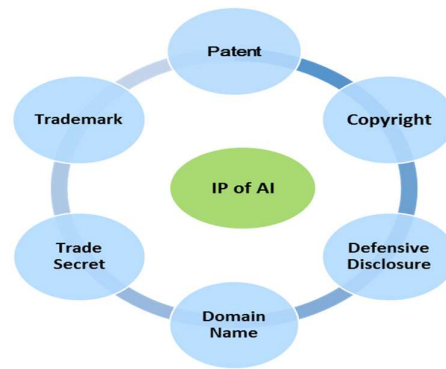 Patent
Copyright
Defensive
Disclosure
Domain
Name
Trade
Secret
Trademark
IP of AI